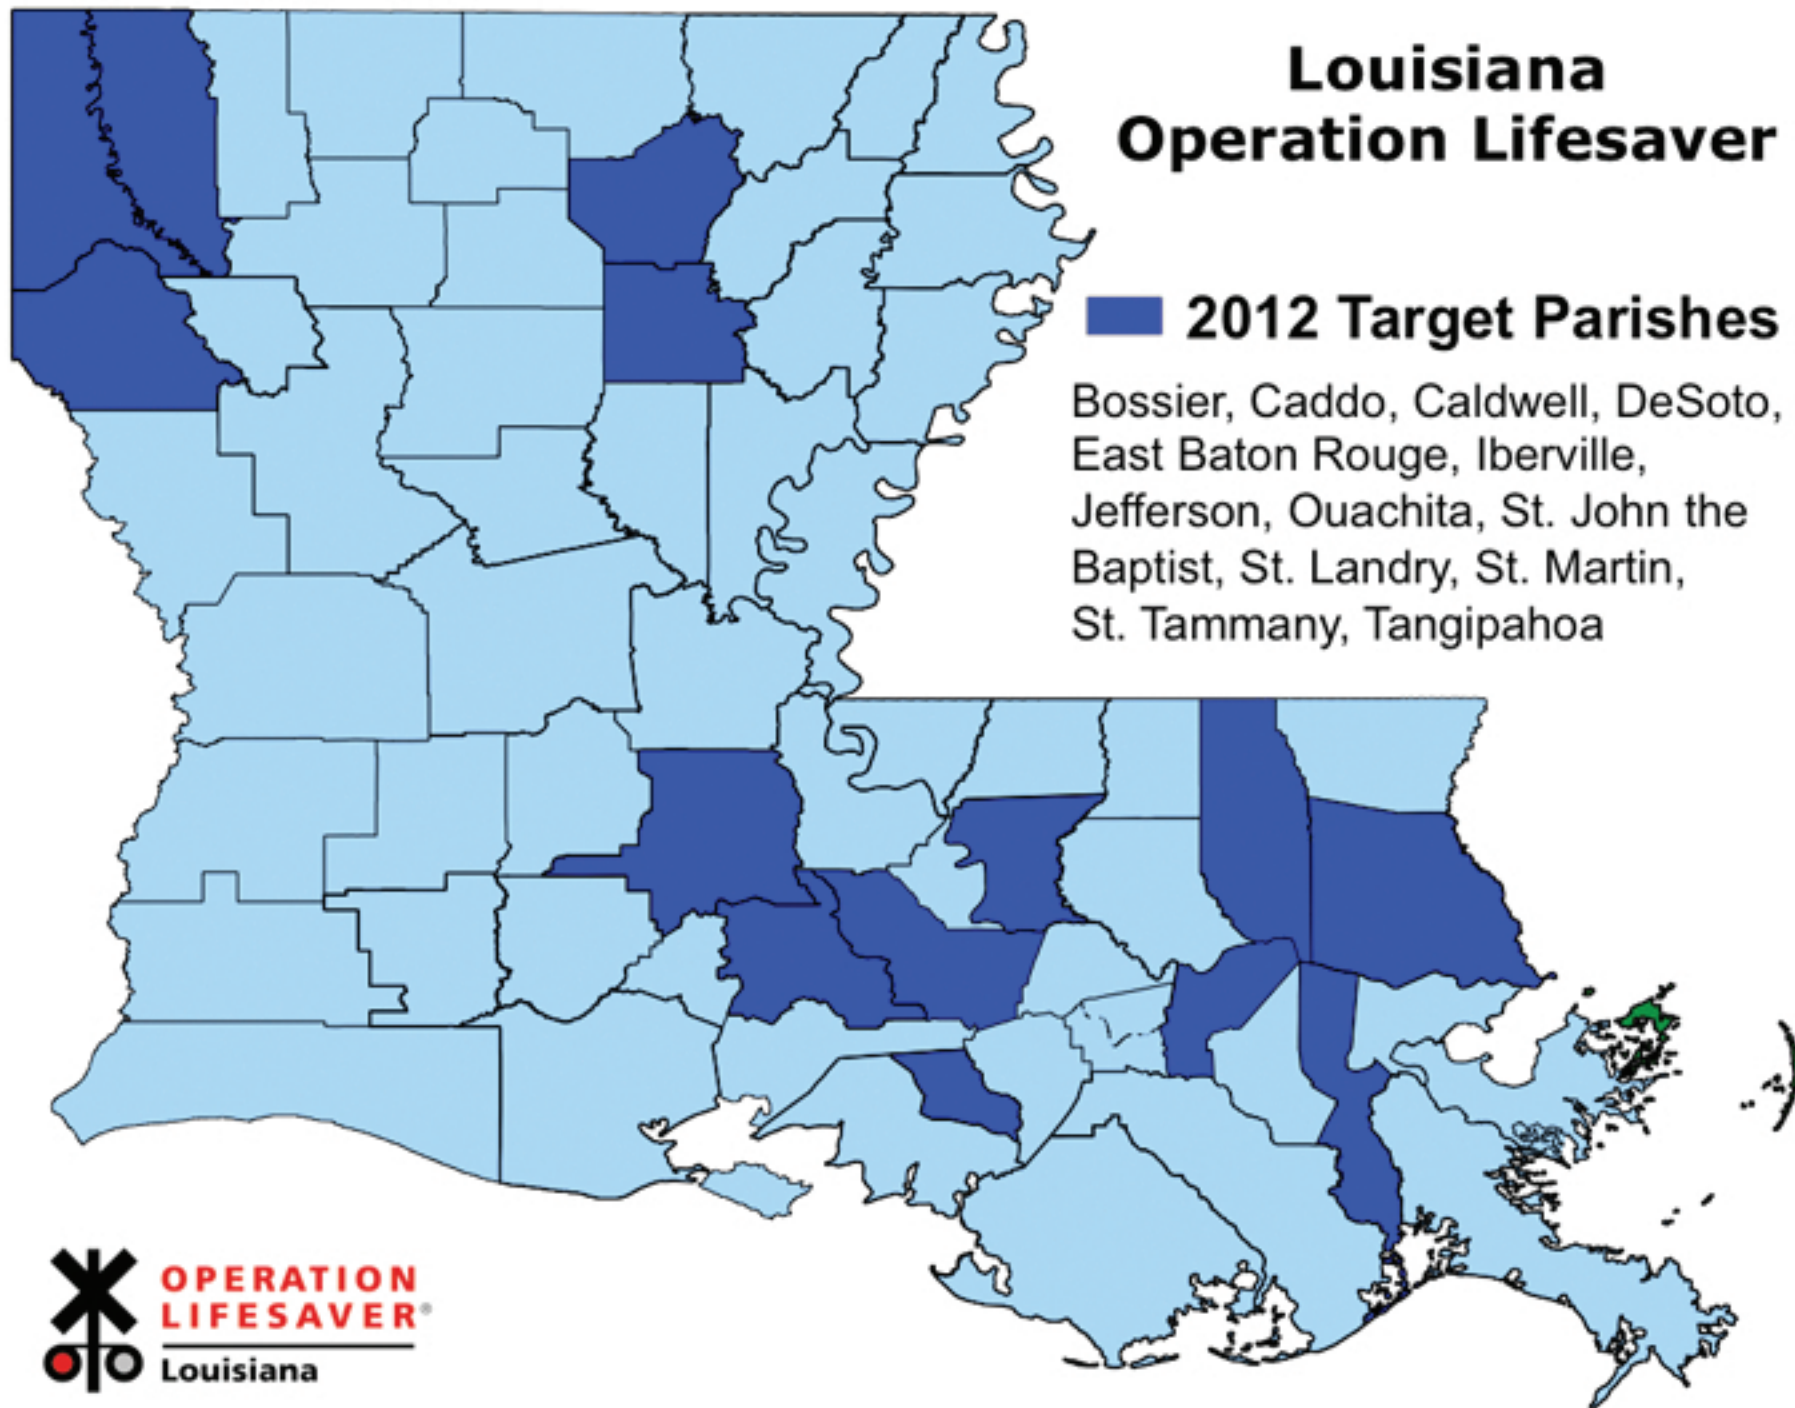 Louisiana
Operation Lifesaver
2012 Target Parishes
Bossier, Caddo, Caldwell, DeSoto,
East Baton Rouge, Iberville,
Jefferson, Ouachita, St. John the
Baptist, St. Landry, St. Martin,
St. Tammany, Tangipahoa
OPERATION
LIFESAVER®
Louisiana